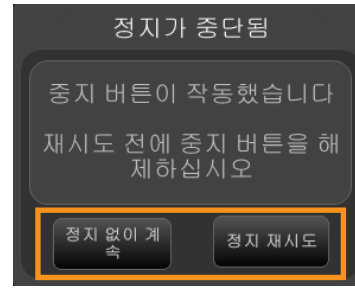 정지가 중단됨
중지 버튼이 작동했습니다
재시도 전에 중지 버튼을 해
제하십시오
정지 없이 계
속
정지 재시도